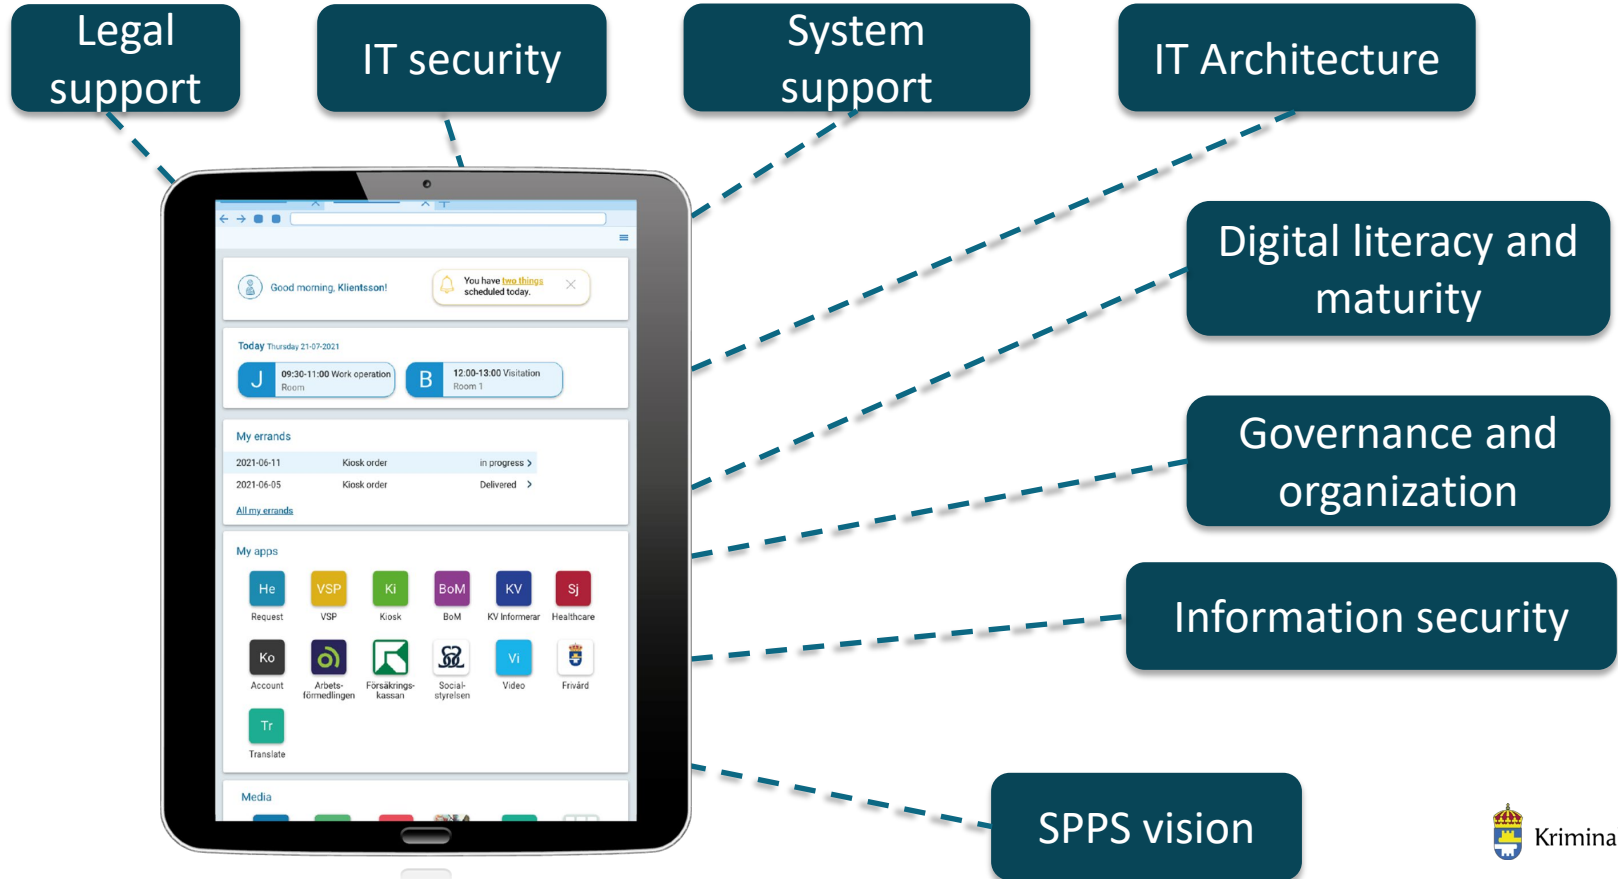 Legal
support
IT security
System
support
IT Architecture
Digital literacy and
maturity
Governance and
organization
Information security
SPPS vision
Good morning, Klientsson!
You have two things
scheduled today.
Today Thursday 21-07-2021
J
09:30-11:00 Work operation
Room
B
12:00-13:00 Visitation
Room 1
My errands
2021-06-11 Kiosk order in progress >
2021-06-05 Kiosk order Delivered >
All my errands
My apps
He VSP Ki BoM KV Sj
Request VSP Kiosk BoM KV Informerar Healthcare
Ko Vi
Account Arbets-
förmedlingen Försäkrings-
kassan Social-
styrelsen Video Frivård
Tr
Translate
Media
Krimina